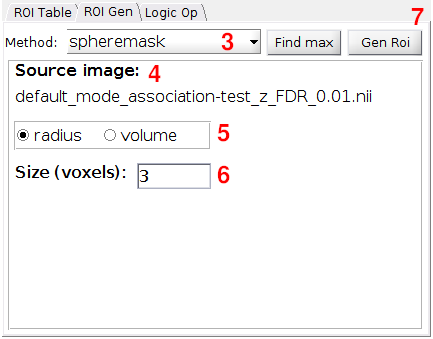 ROI Table ROI Gen Logic Op 7
Method: spheremask 3 Find max Gen Roi
Source image: 4
default_mode_association-test_z_FDR_0.01.nii
radius volume 5
Size (voxels): 3 6